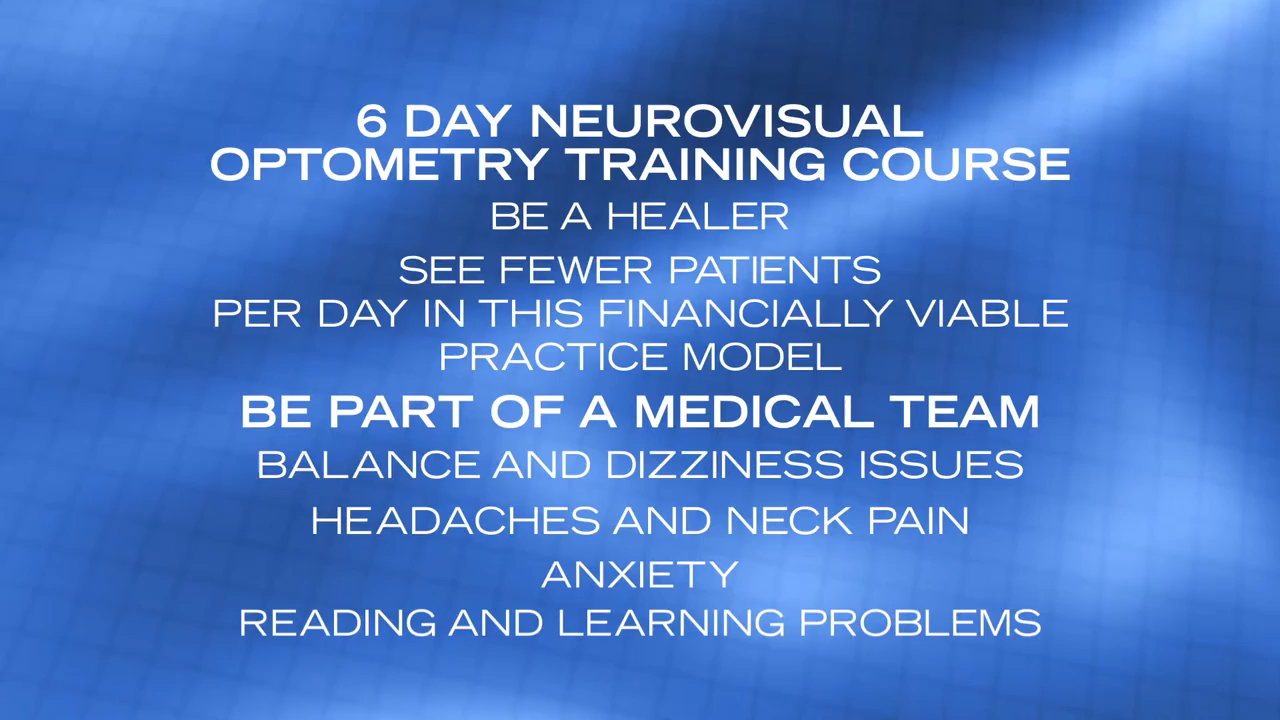 6 DAY NEUROVISUAL
OPTOMETRY TRAINING COURSE
BE A HEALER
SEE FEWER PATIENTS
PER DAY IN THIS FINANCIALLY VIABLE
PRACTICE MODEL
BE PART OF A MEDICAL TEAM
BALANCE AND DIZZINESS ISSUES
HEADACHES AND NECK PAIN
ANXIETY
READING AND LEARNING PROBLEMS